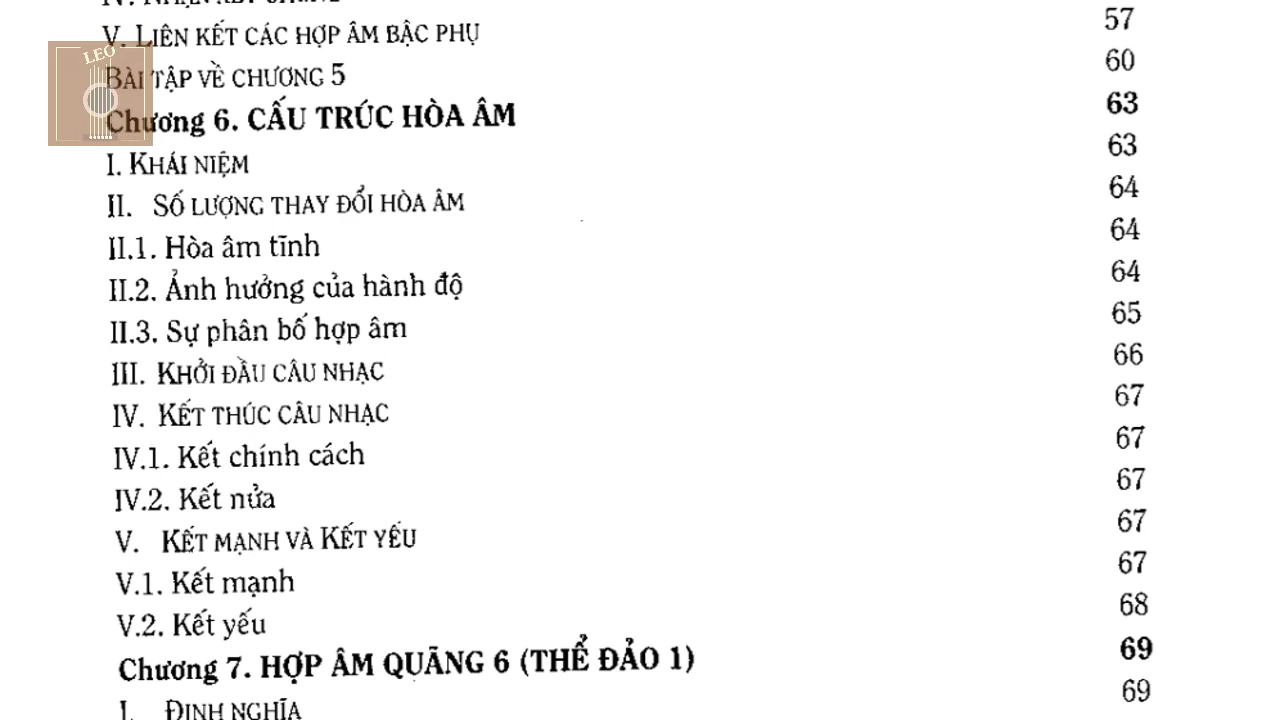 V. LIÊN KẾT CÁC HỢP ÂM BẬC PHỤ 57
LEO
BÀI TẬP VỀ CHƯƠNG 5 60
Chương 6. CẤU TRÚC HÒA ÂM 63
I. KHÁI NIỆM 63
II. SỐ LƯỢNG THAY ĐỔI HÒA ÂM 64
II.1. Hòa âm tĩnh 64
II.2. Ảnh hưởng của hành độ 64
II.3. Sự phân bố hợp âm 65
III. KHỞI ĐẦU CÂU NHẠC 66
IV. KẾT THÚC CÂU NHẠC 67
IV.1. Kết chính cách 67
IV.2. Kết nửa 67
V. KẾT MẠNH VÀ KẾT YẾU 67
V.1. Kết mạnh 67
V.2. Kết yếu 68
Chương 7. HỢP ÂM QUÃNG 6 (THỂ ĐẢO 1) 69
I. ĐỊNH NGHĨA 69